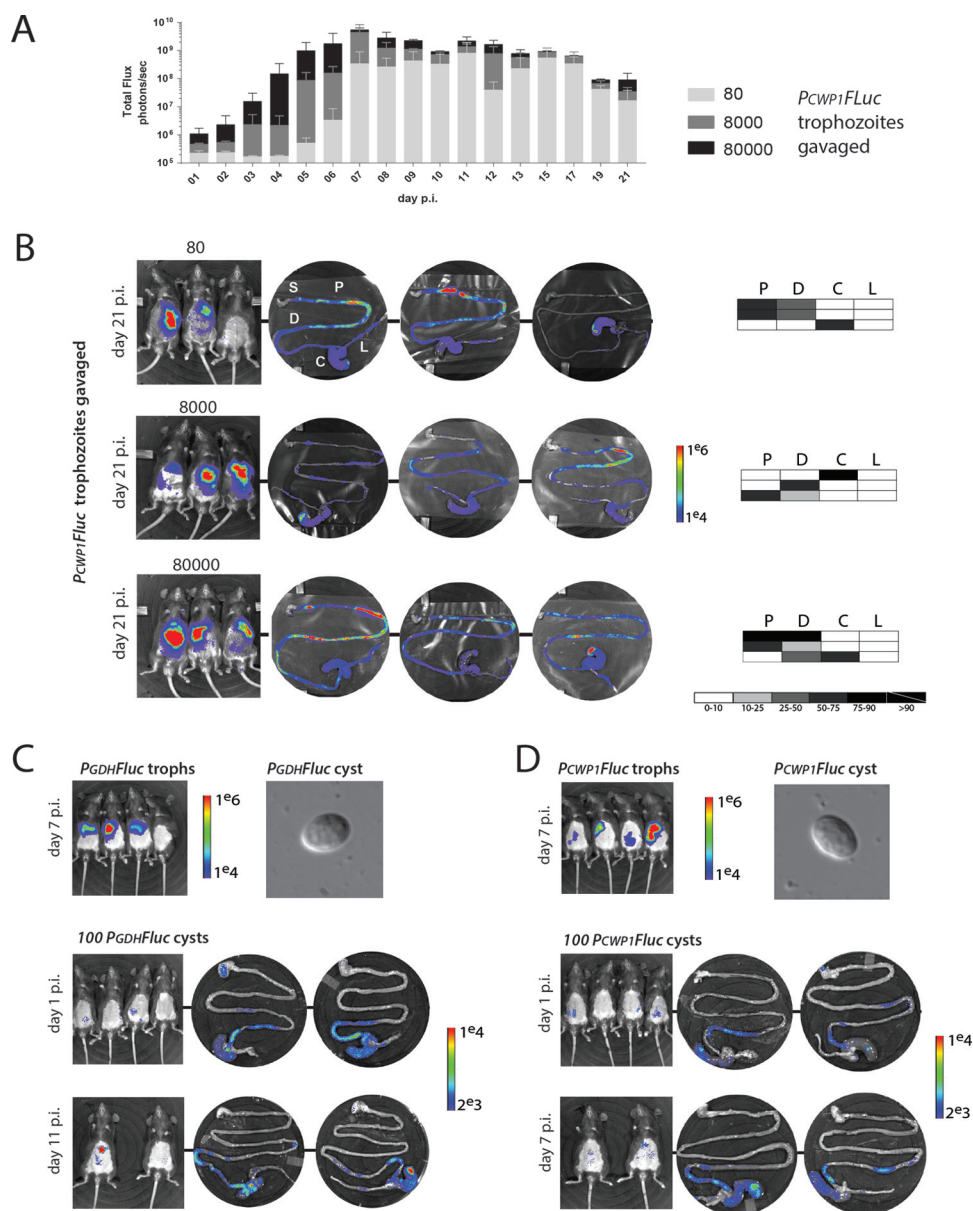 A
Total Flux
photons/sec
10^10
10^9
10^8
10^7
10^6
10^5
01 02 03 04 05 06 07 08 09 10 11 12 13 15 17 19 21
day p.i.
80
8000
80000
PCWP1FLuc
trophozoites
gavaged
B
PCWP1Fluc trophozoites gavaged
80
day 21 p.i.
S P
D
C L
P D C L
8000
day 21 p.i.
1e6
1e4
P D C L
80000
day 21 p.i.
P D C L
0-10 10-25 25-50 50-75 75-90 >90
C
PGDHFluc trophs
PGDHFluc cyst
day 7 p.i.
1e6
1e4
100 PGDHFluc cysts
day 1 p.i.
day 11 p.i.
1e4
2e3
D
PCWP1Fluc trophs
PCWP1Fluc cyst
day 7 p.i.
1e6
1e4
100 PCWP1Fluc cysts
day 1 p.i.
day 7 p.i.
1e4
2e3